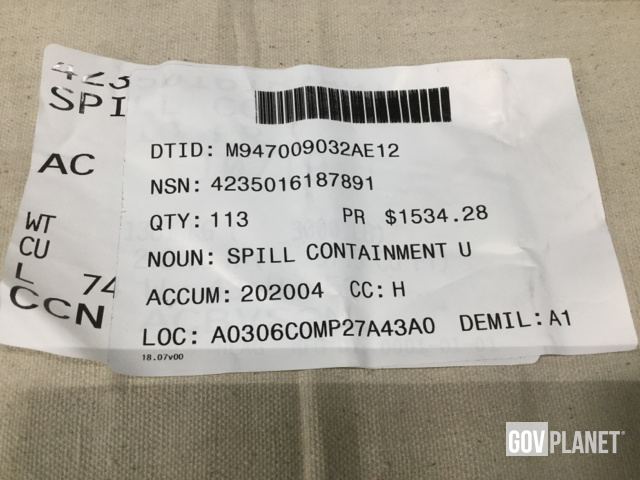 423
SPI
AC
WT
CU
L 74
CCN
DTID: M947009032AE12
NSN: 4235016187891
QTY: 113 PR $1534.28
NOUN: SPILL CONTAINMENT U
ACCUM: 202004 CC: H
LOC: A0306COMP27A43A0 DEMIL: A1
18.07v00
GOVPLANET